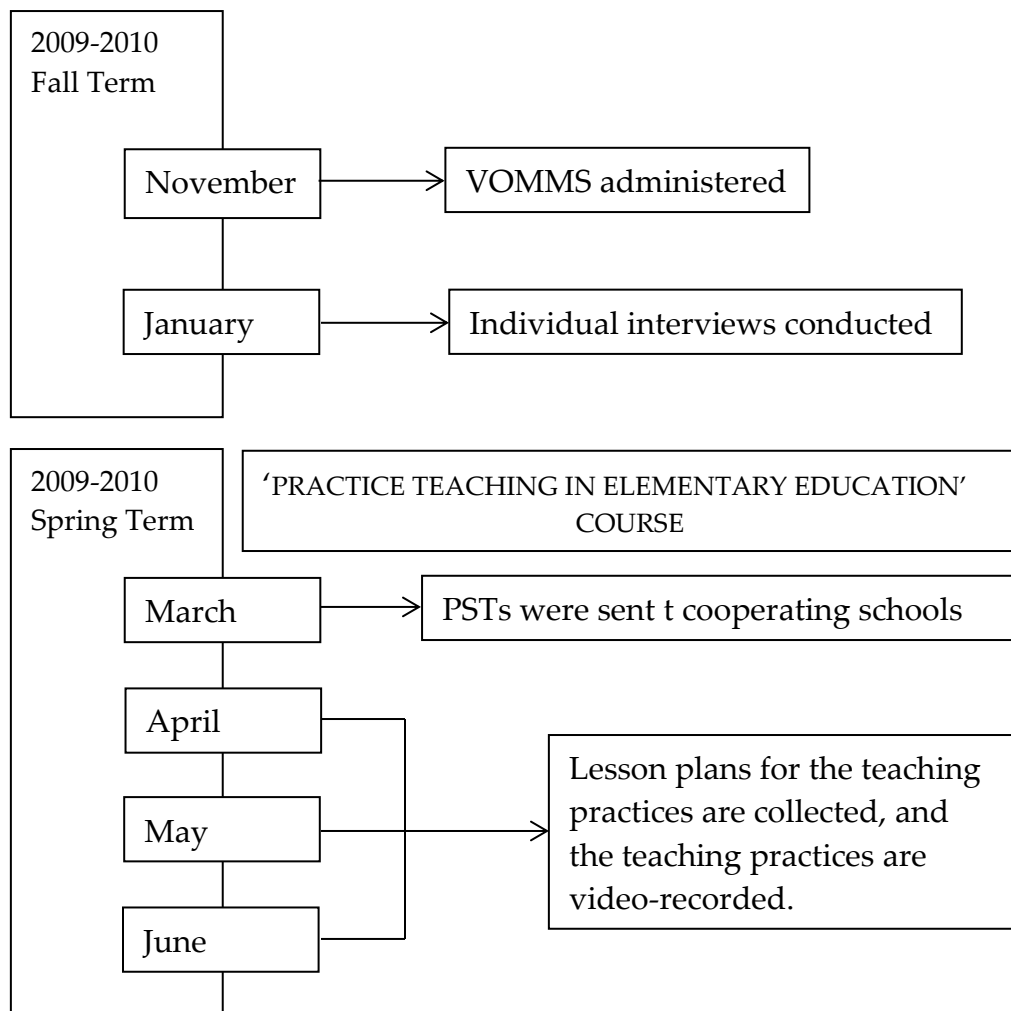 2009-2010
Fall Term
November
VOMMS administered
January
Individual interviews conducted
2009-2010
Spring Term
‘PRACTICE TEACHING IN ELEMENTARY EDUCATION’
COURSE
March
PSTs were sent t cooperating schools
April
May
June
Lesson plans for the teaching
practices are collected, and
the teaching practices are
video-recorded.